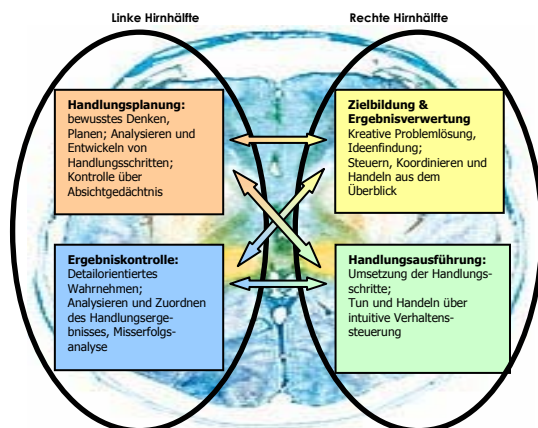 Linke Hirnhälfte
Rechte Hirnhälfte
Handlungsplanung:
bewusstes Denken,
Planen; Analysieren und
Entwickeln von
Handlungsschritten;
Kontrolle über
Absichtgedächtnis
Zielbildung &
Ergebnisverwertung
Kreative Problemlösung,
Ideenfindung;
Steuern, Koordinieren und
Handeln aus dem
Überblick
Ergebniskontrolle:
Detailorientiertes
Wahrnehmen;
Analysieren und Zuordnen
des Handlungserge-
bnisses, Misserfolgs-
analyse
Handlungsausführung:
Umsetzung der Handlungs-
schritte;
Tun und Handeln über
intuitive Verhaltens-
steuerung